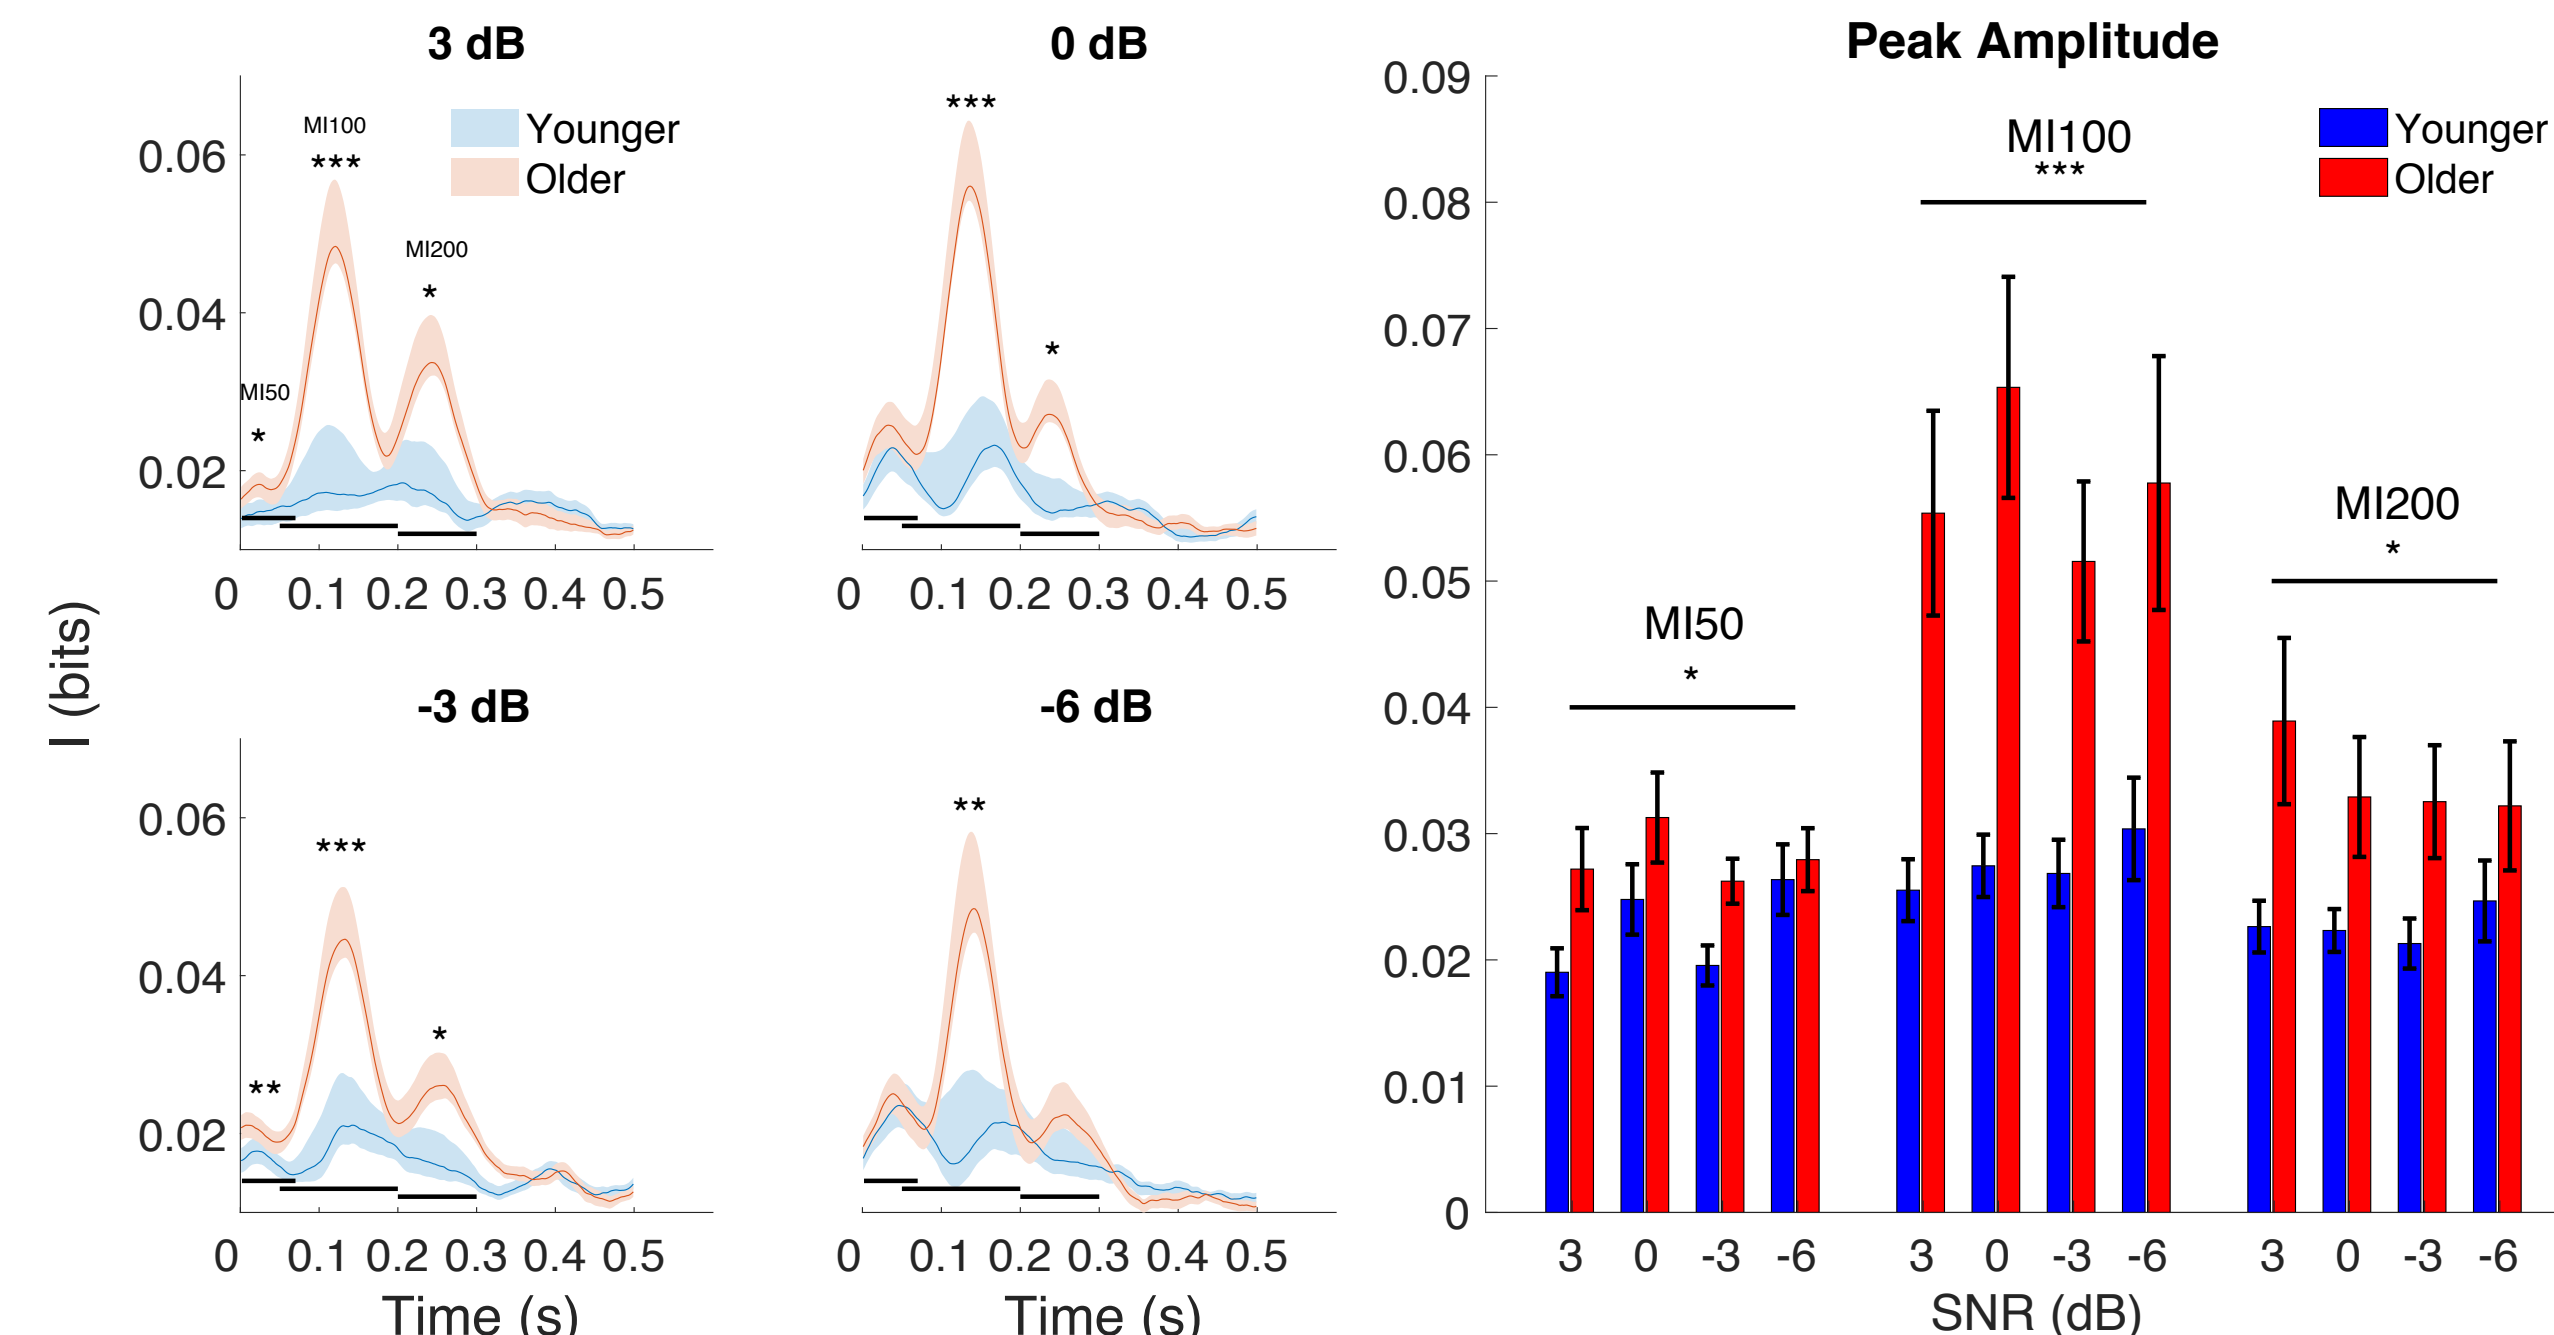 3 dB
MI100
***
MI200
*
MI50
*
Younger
Older
0.06
0.04
0.02
0 0.1 0.2 0.3 0.4 0.5
0 dB
***
*
0 0.1 0.2 0.3 0.4 0.5
I (bits)
-3 dB
***
*
**
0.06
0.04
0.02
0 0.1 0.2 0.3 0.4 0.5
Time (s)
-6 dB
**
0 0.1 0.2 0.3 0.4 0.5
Time (s)
Peak Amplitude
0.09
0.08
0.07
0.06
0.05
0.04
0.03
0.02
0.01
0
MI50
*
MI100
***
MI200
*
Younger
Older
3 0 -3 -6 3 0 -3 -6 3 0 -3 -6
SNR (dB)